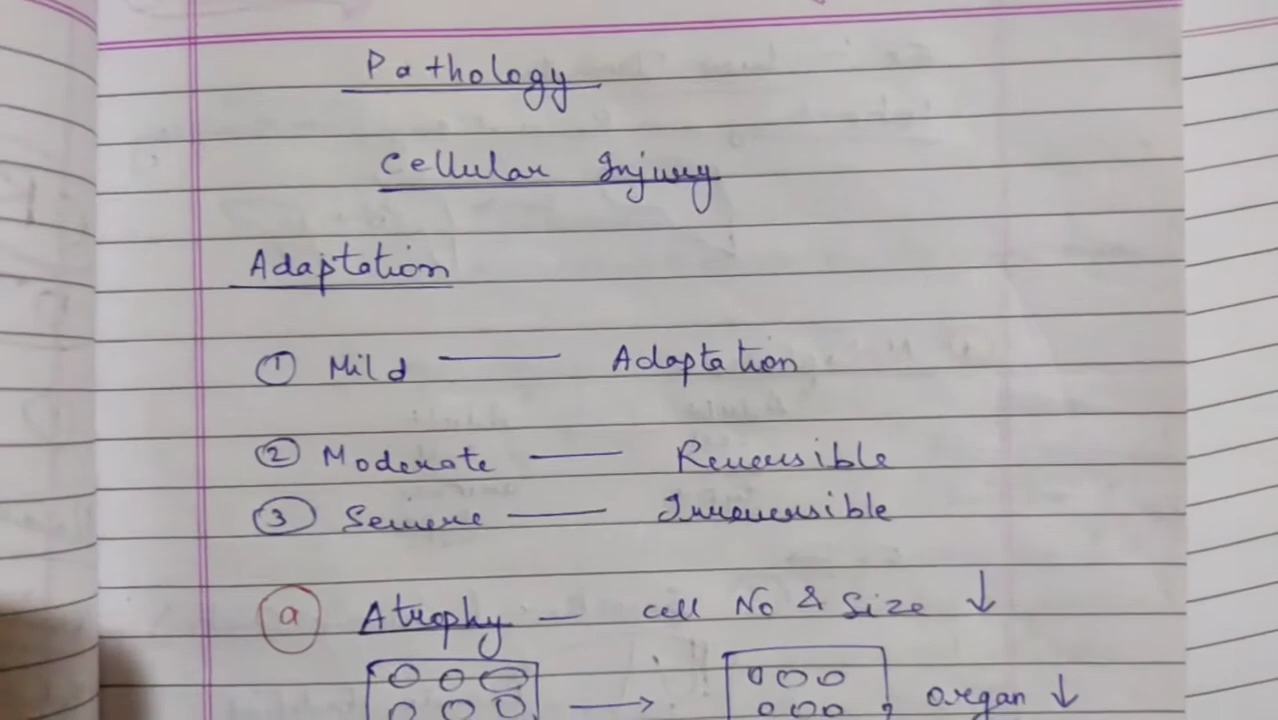 Pathology
Cellular Injury
Adaptation
① Mild — Adaptation
② Moderate — Reversible
③ Severe — Irreversible
ⓐ Atrophy — cell No & Size ↓
→ organ ↓